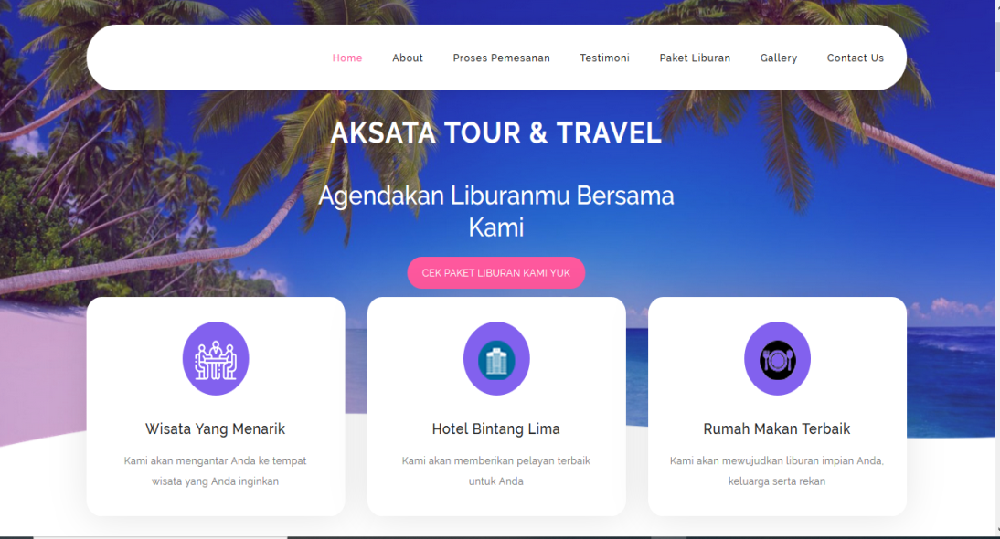 Home About Proses Pemesanan Testimoni Paket Liburan Gallery Contact Us
AKSATA TOUR & TRAVEL
Agendakan Liburanmu Bersama
Kami
CEK PAKET LIBURAN KAMI YUK
Wisata Yang Menarik
Kami akan mengantar Anda ke tempat
wisata yang Anda inginkan
Hotel Bintang Lima
Kami akan memberikan pelayan terbaik
untuk Anda
Rumah Makan Terbaik
Kami akan mewujudkan liburan impian Anda,
keluarga serta rekan